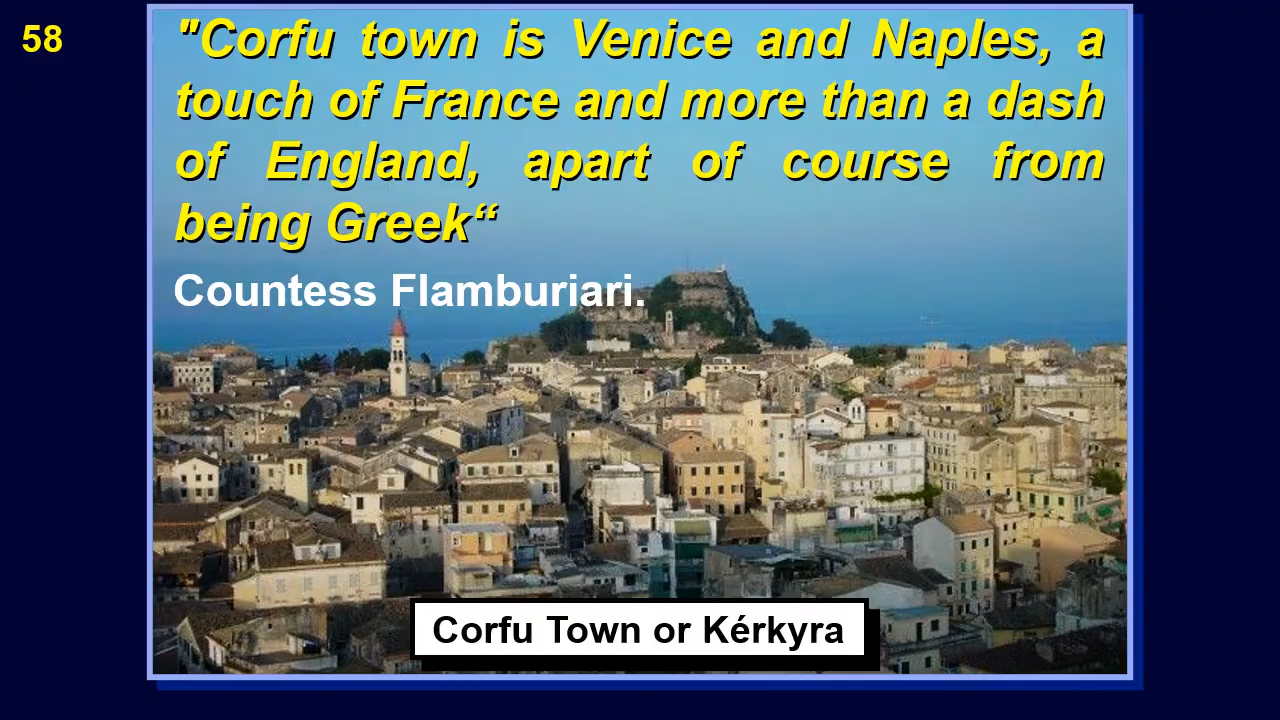 58
"Corfu town is Venice and Naples, a
touch of France and more than a dash
of England, apart of course from
being Greek“
Countess Flamburiari.
Corfu Town or Kérkyra